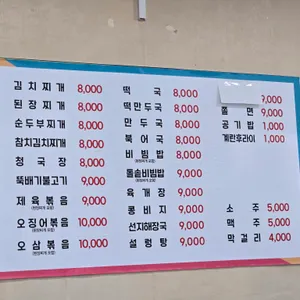 김치찌개 8,000
된장찌개 8,000
순두부찌개 8,000
참치김치찌개 8,000
청국장 8,000
뚝배기불고기 9,000
제육볶음 9,000
오징어볶음 10,000
오삼볶음 10,000
떡국 8,000
떡만두국 8,000
만두국 8,000
북어국 8,000
비빔밥 8,000
돌솥비빔밥 9,000
육개장 9,000
콩비지 9,000
선지해장국 9,000
설렁탕 9,000
9,000
쫄면 9,000
공기밥 1,000
계란후라이 1,000
소주 5,000
맥주 5,000
막걸리 4,000